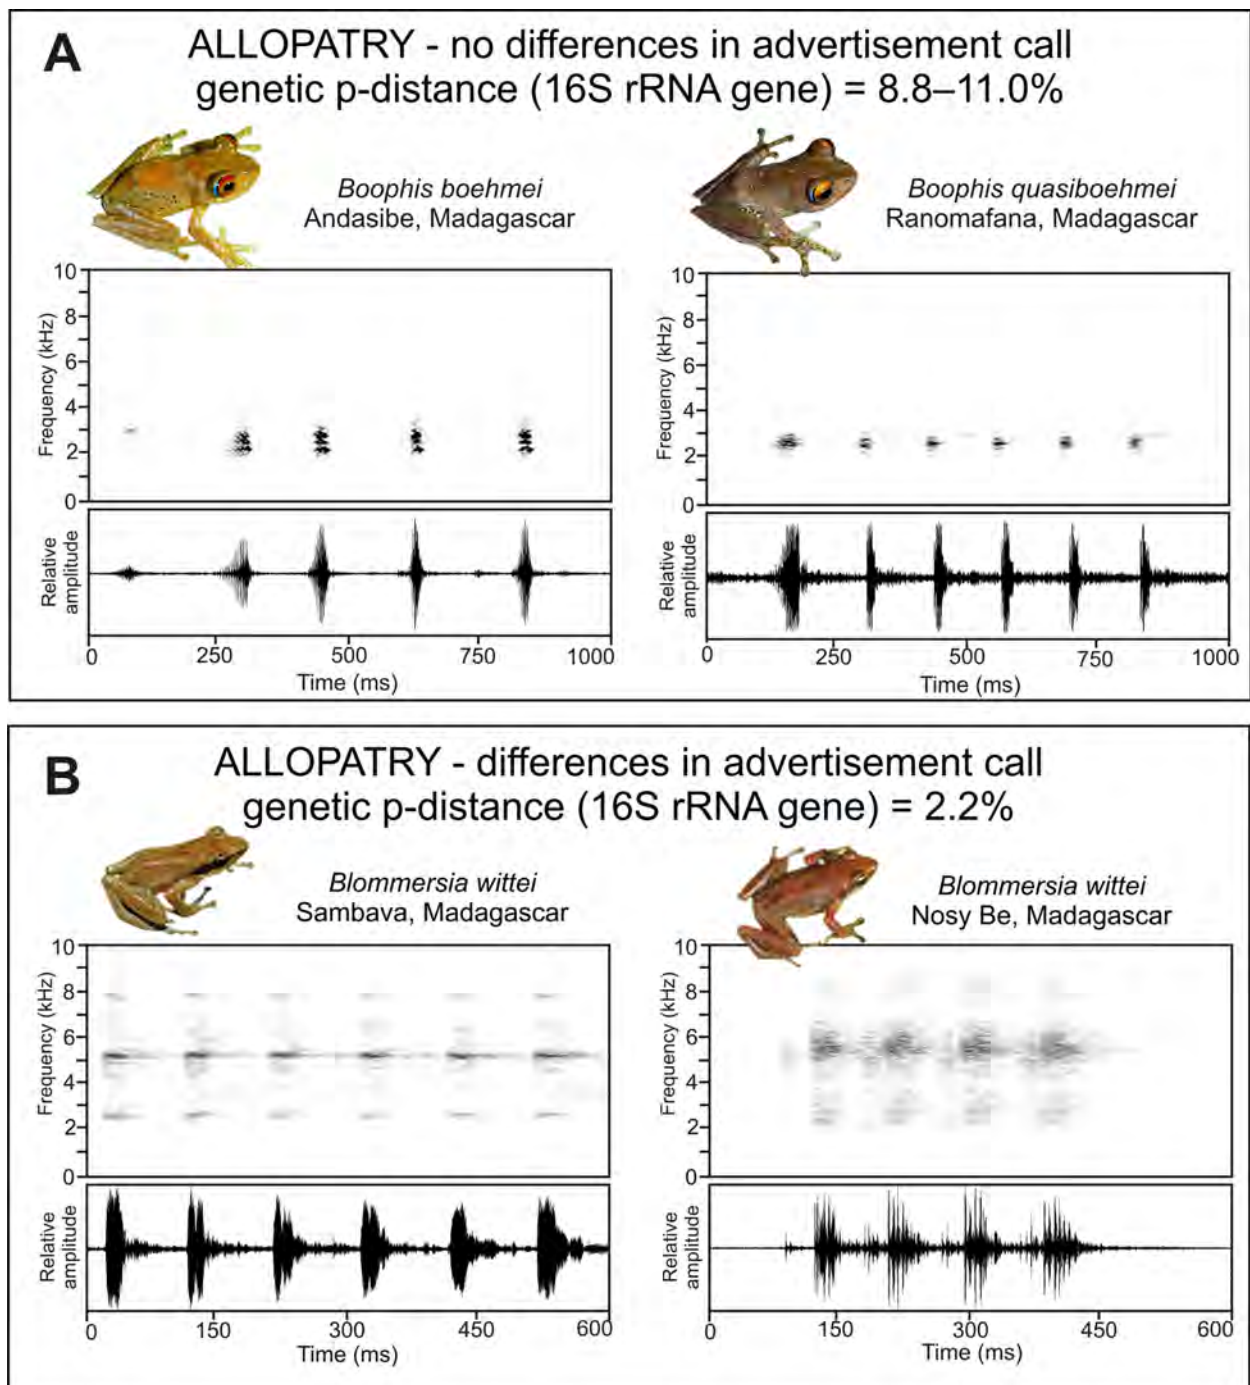 A
ALLOPATRY - no differences in advertisement call
genetic p-distance (16S rRNA gene) = 8.8–11.0%
Boophis boehmei
Andasibe, Madagascar
Boophis quasiboehmei
Ranomafana, Madagascar
10
8
6
4
2
0
Frequency (kHz)
Relative
amplitude
0 250 500 750 1000
Time (ms)
10
8
6
4
2
0
Frequency (kHz)
Relative
amplitude
0 250 500 750 1000
Time (ms)
B
ALLOPATRY - differences in advertisement call
genetic p-distance (16S rRNA gene) = 2.2%
Blommersia wittei
Sambava, Madagascar
Blommersia wittei
Nosy Be, Madagascar
10
8
6
4
2
0
Frequency (kHz)
Relative
amplitude
0 150 300 450 600
Time (ms)
10
8
6
4
2
0
Frequency (kHz)
Relative
amplitude
0 150 300 450 600
Time (ms)